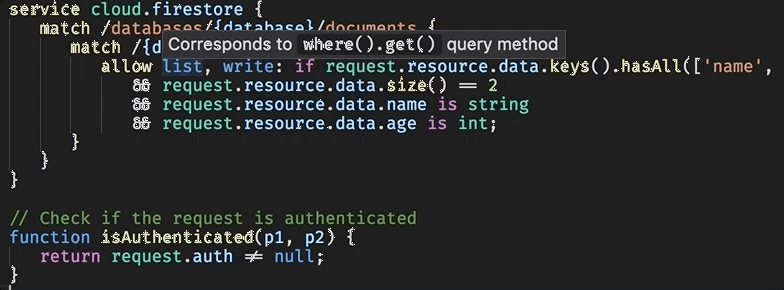 service cloud.firestore {
match /databases/{database}/documents {
match /{d
Corresponds to where().get() query method
allow list, write: if request.resource.data.keys().hasAll(['name',
&& request.resource.data.size() == 2
&& request.resource.data.name is string
&& request.resource.data.age is int;
}
}
}
// Check if the request is authenticated
function isAuthenticated(p1, p2) {
return request.auth ≠ null;
}